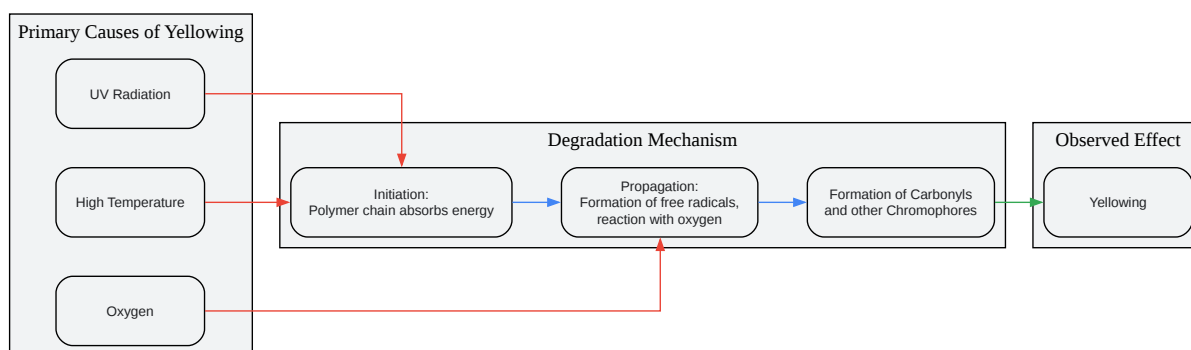 Primary Causes of Yellowing
UV Radiation
High Temperature
Oxygen
Degradation Mechanism
Initiation:
Polymer chain absorbs energy
Propagation:
Formation of free radicals,
reaction with oxygen
Formation of Carbonyls
and other Chromophores
Observed Effect
Yellowing